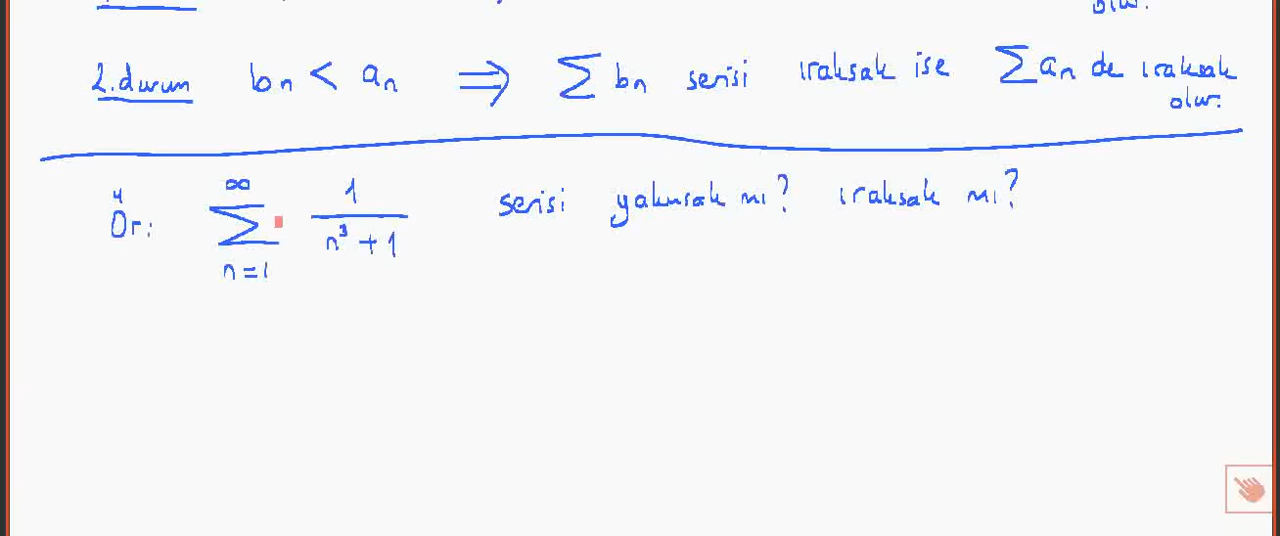 olur.
2. durum bn < an ⇒ ∑ bn serisi ıraksak ise ∑ an de ıraksak olur.
Ör: ∑ n=1 ∞ 1 / (n³ + 1) serisi yakınsak mı? ıraksak mı?